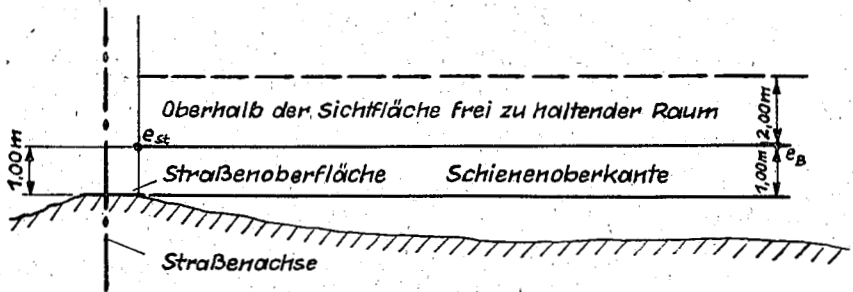 Oberhalb der Sichtfläche frei zu haltender Raum
2,00m
e_St
1,00m
Straßenoberfläche
Schienenoberkante
1,00m
e_B
Straßenachse